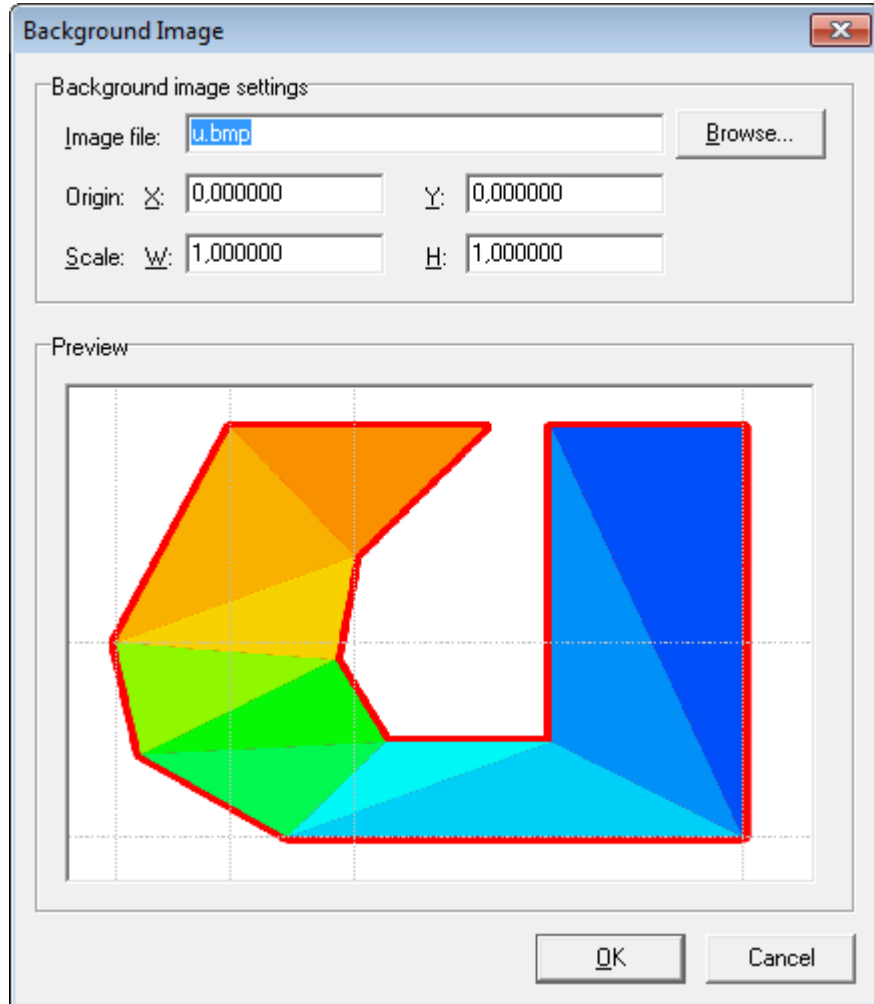 Background Image
Background image settings
Image file: u.bmp Browse...
Origin: X: 0,000000 Y: 0,000000
Scale: W: 1,000000 H: 1,000000
Preview
OK Cancel